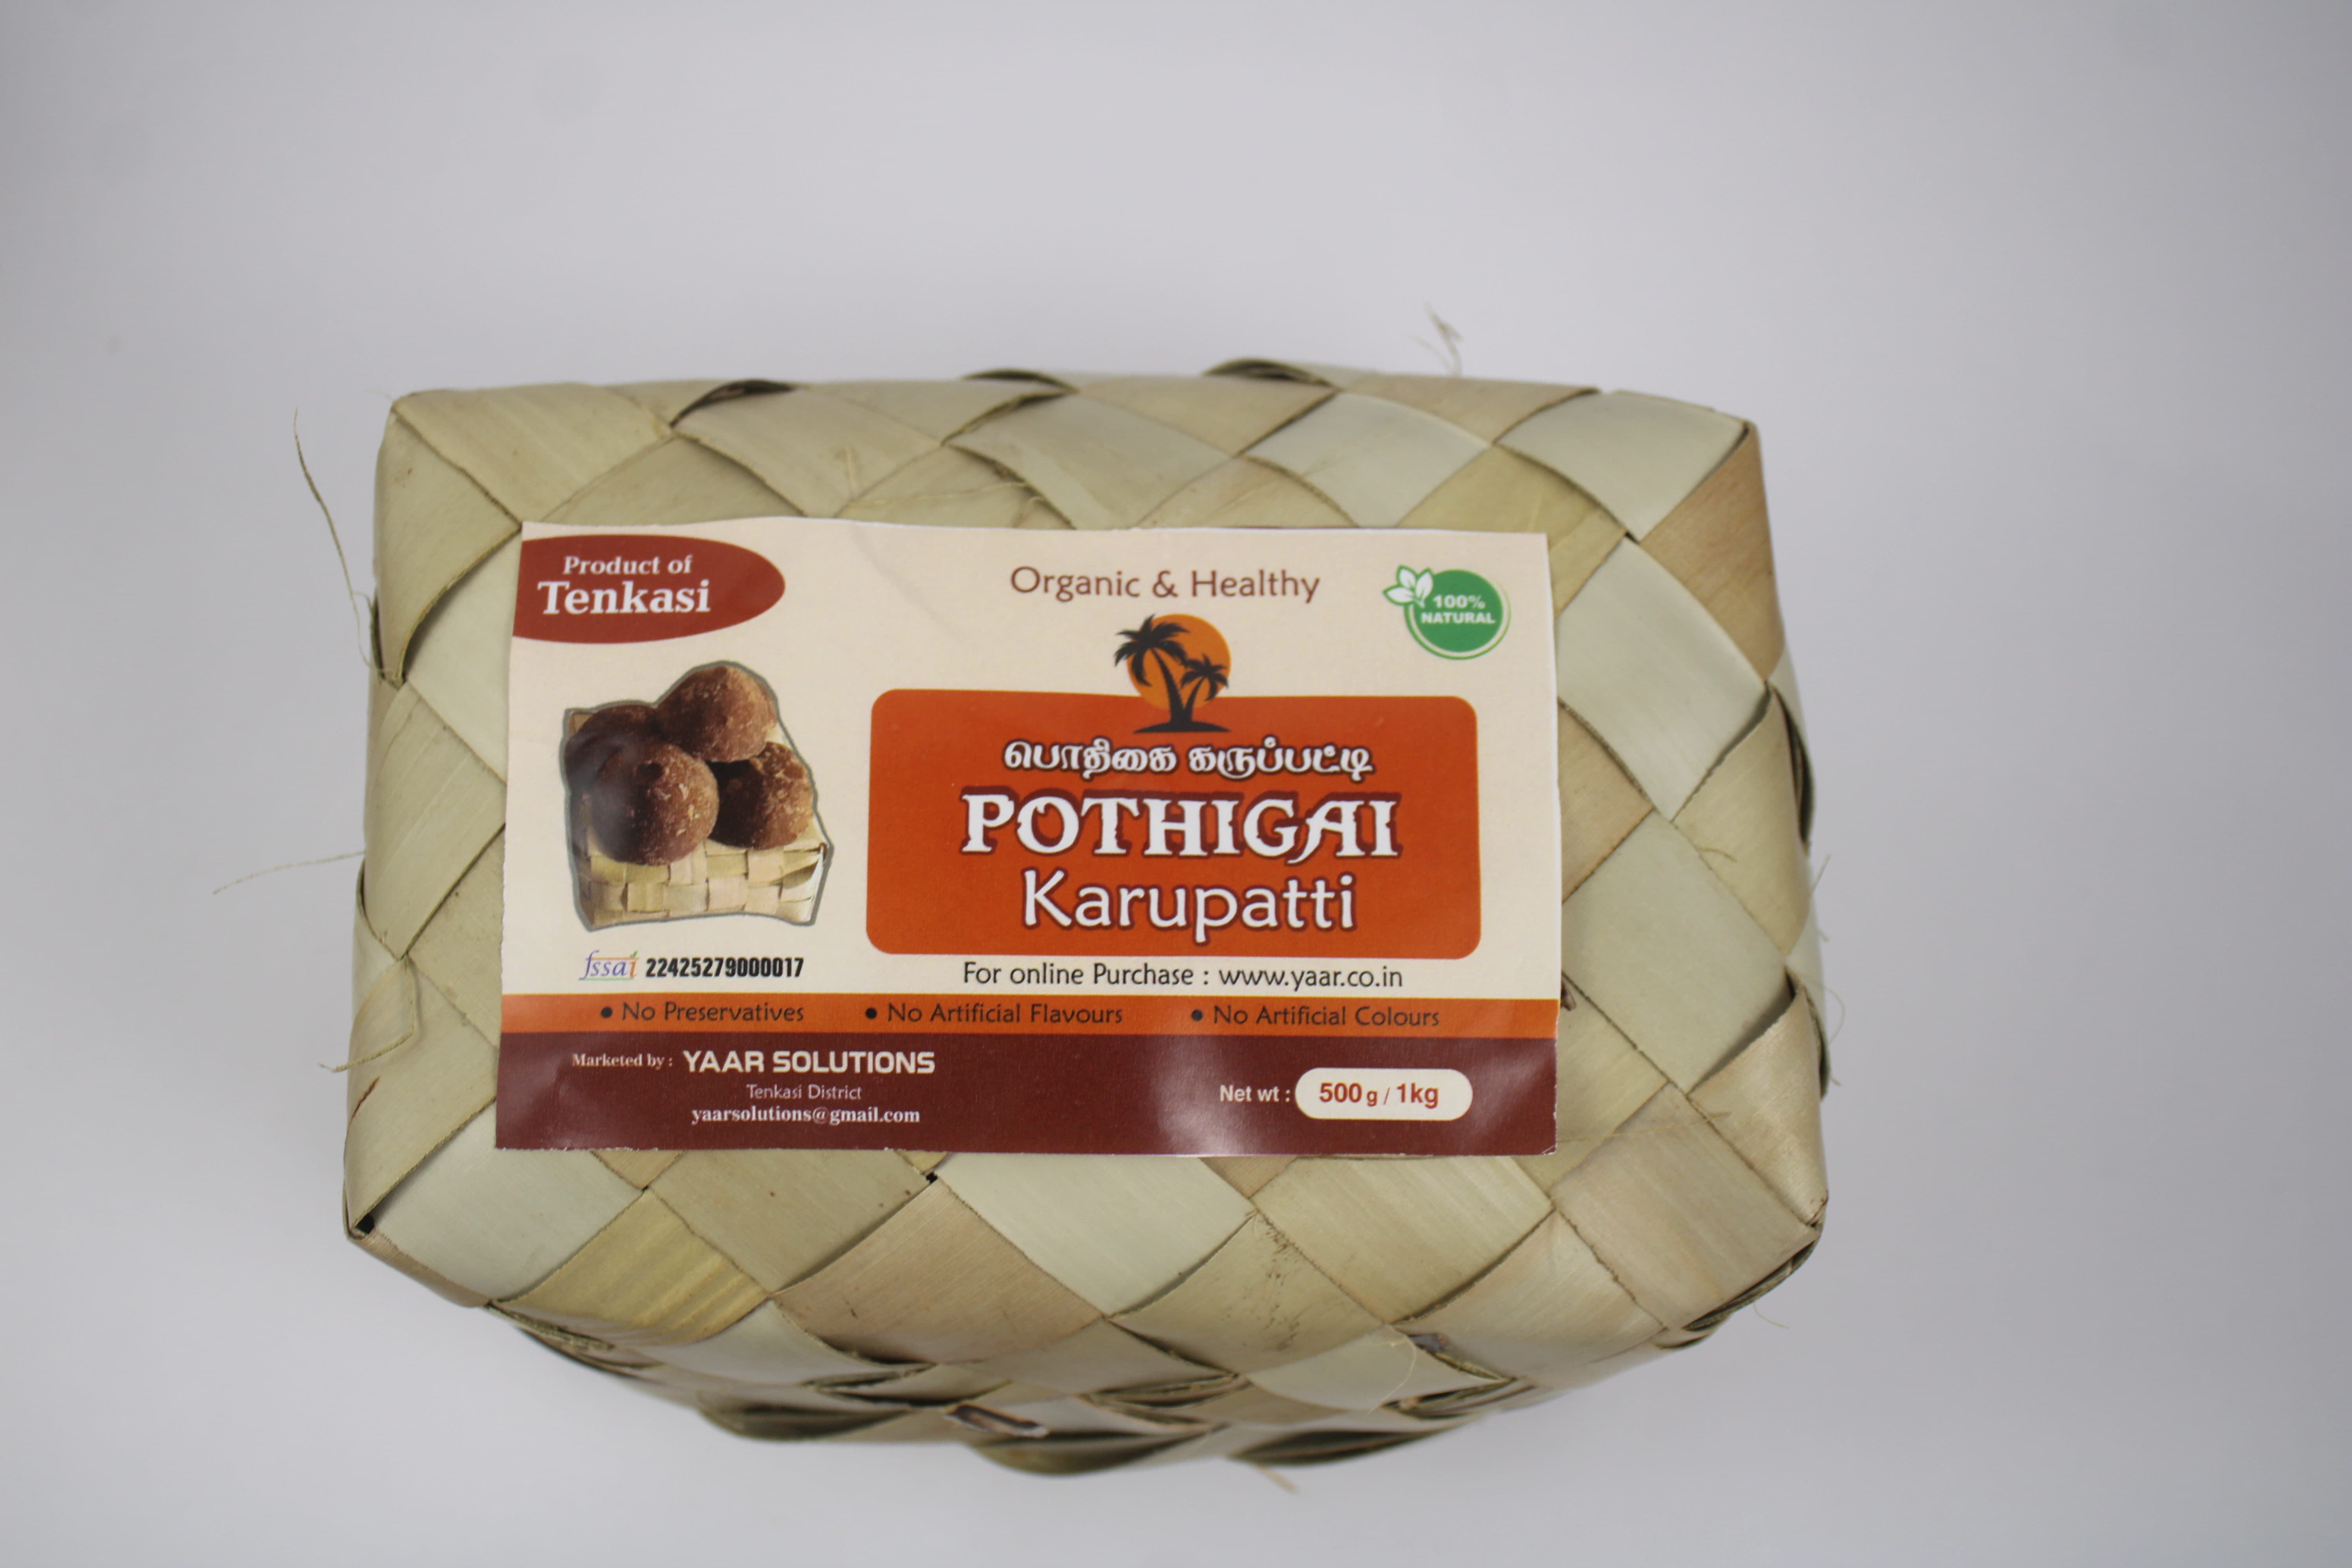 Product of
Tenkasi
Organic & Healthy
100%
NATURAL
பொதிகை கருப்பட்டி
POTHIGAI
Karupatti
fssai 22425279000017
For online Purchase : www.yaar.co.in
• No Preservatives • No Artificial Flavours • No Artificial Colours
Marketed by : YAAR SOLUTIONS
Tenkasi District
yaarsolutions@gmail.com
Net wt : 500 g / 1kg